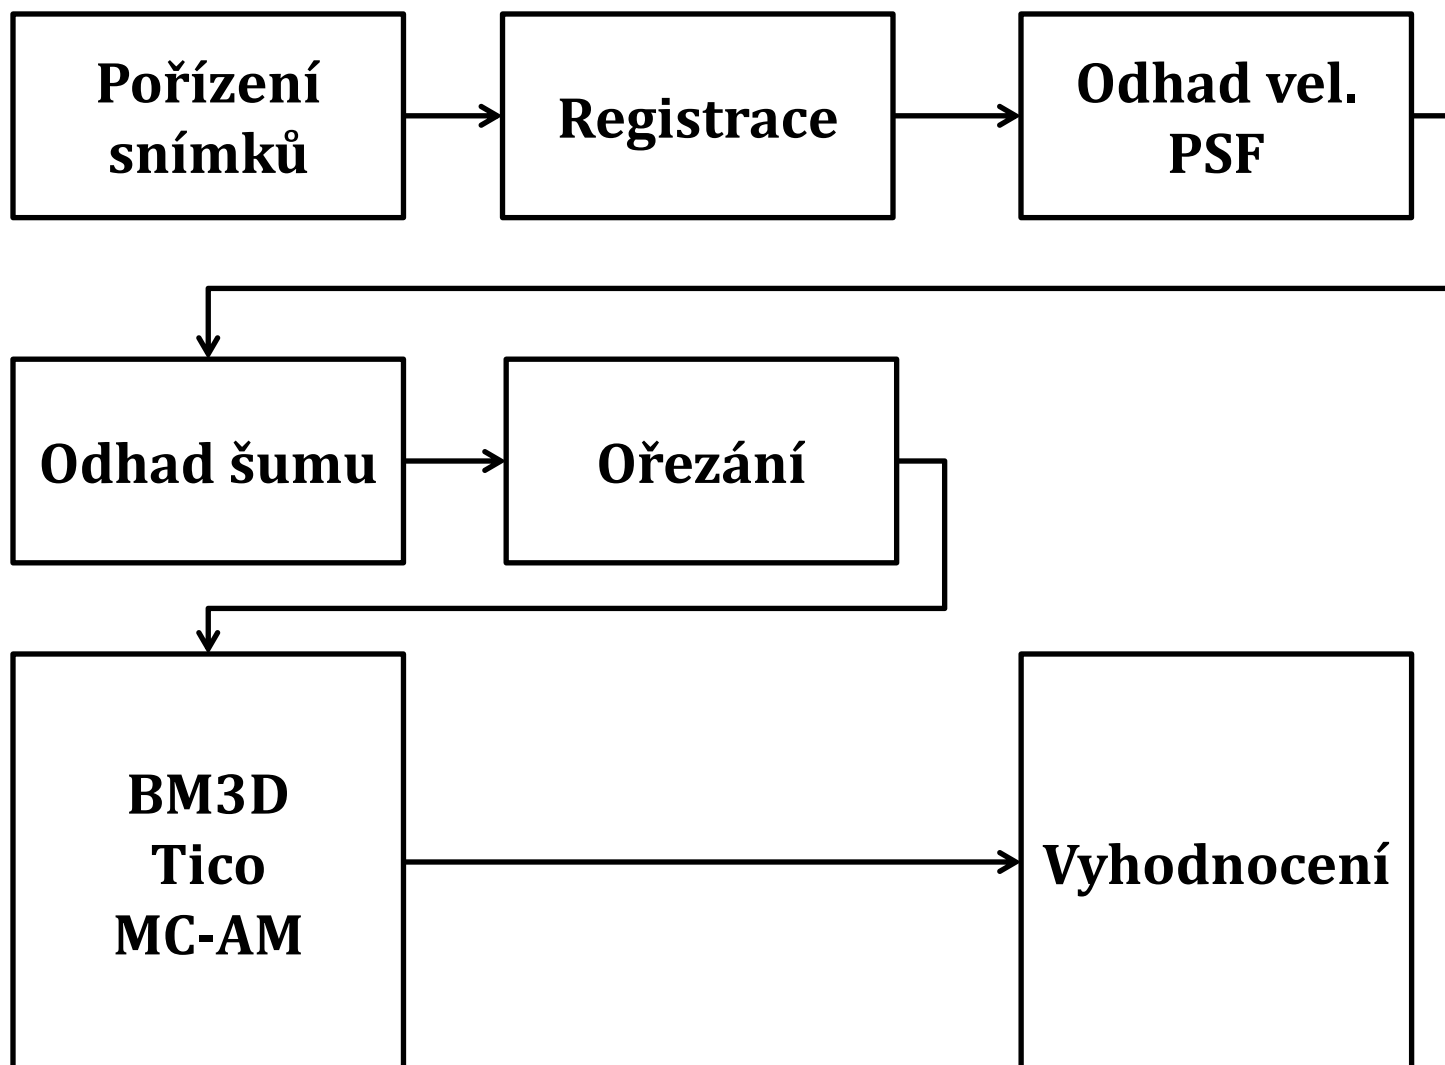 Pořízení
snímků
Registrace
Odhad vel.
PSF
Odhad šumu
Ořezání
BM3D
Tico
MC-AM
Vyhodnocení